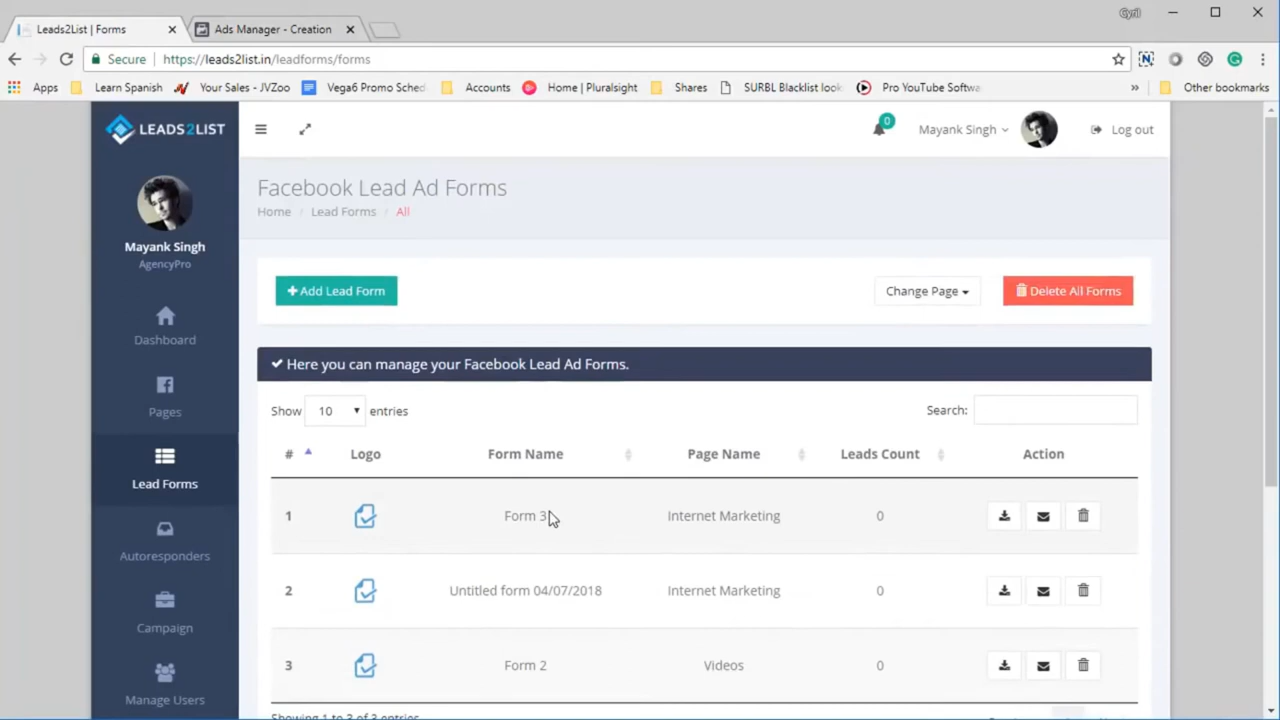 Leads2List | Forms
Ads Manager - Creation
Cyril
Secure
https://leads2list.in/leadforms/forms
Apps
Learn Spanish
Your Sales - JVZoo
Vega6 Promo Sched
Accounts
Home | Pluralsight
Shares
SURBL Blacklist look
Pro YouTube Softwa
»
Other bookmarks
LEADS2LIST
0
Mayank Singh
Log out
Mayank Singh
AgencyPro
Dashboard
Pages
Lead Forms
Autoresponders
Campaign
Manage Users
Facebook Lead Ad Forms
Home / Lead Forms / All
+ Add Lead Form
Change Page
Delete All Forms
Here you can manage your Facebook Lead Ad Forms.
Show 10 entries
Search:
# Logo Form Name Page Name Leads Count Action
1 Form 3 Internet Marketing 0
2 Untitled form 04/07/2018 Internet Marketing 0
3 Form 2 Videos 0
Showing 1 to 3 of 3 entries